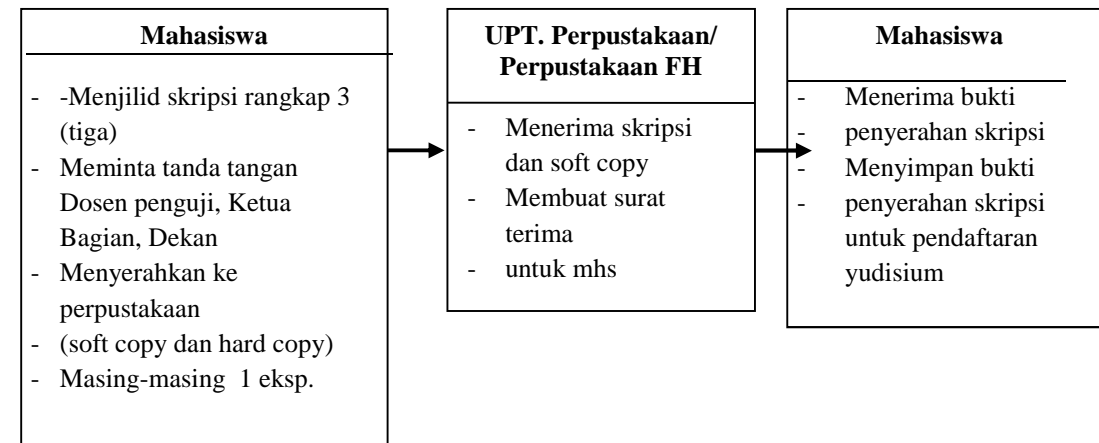 Mahasiswa
- -Menjilid skripsi rangkap 3
(tiga)
- Meminta tanda tangan
Dosen penguji, Ketua
Bagian, Dekan
- Menyerahkan ke
perpustakaan
- (soft copy dan hard copy)
- Masing-masing 1 eksp.
UPT. Perpustakaan/
Perpustakaan FH
- Menerima skripsi
dan soft copy
- Membuat surat
terima
- untuk mhs
Mahasiswa
- Menerima bukti
- penyerahan skripsi
- Menyimpan bukti
- penyerahan skripsi
untuk pendaftaran
yudisium